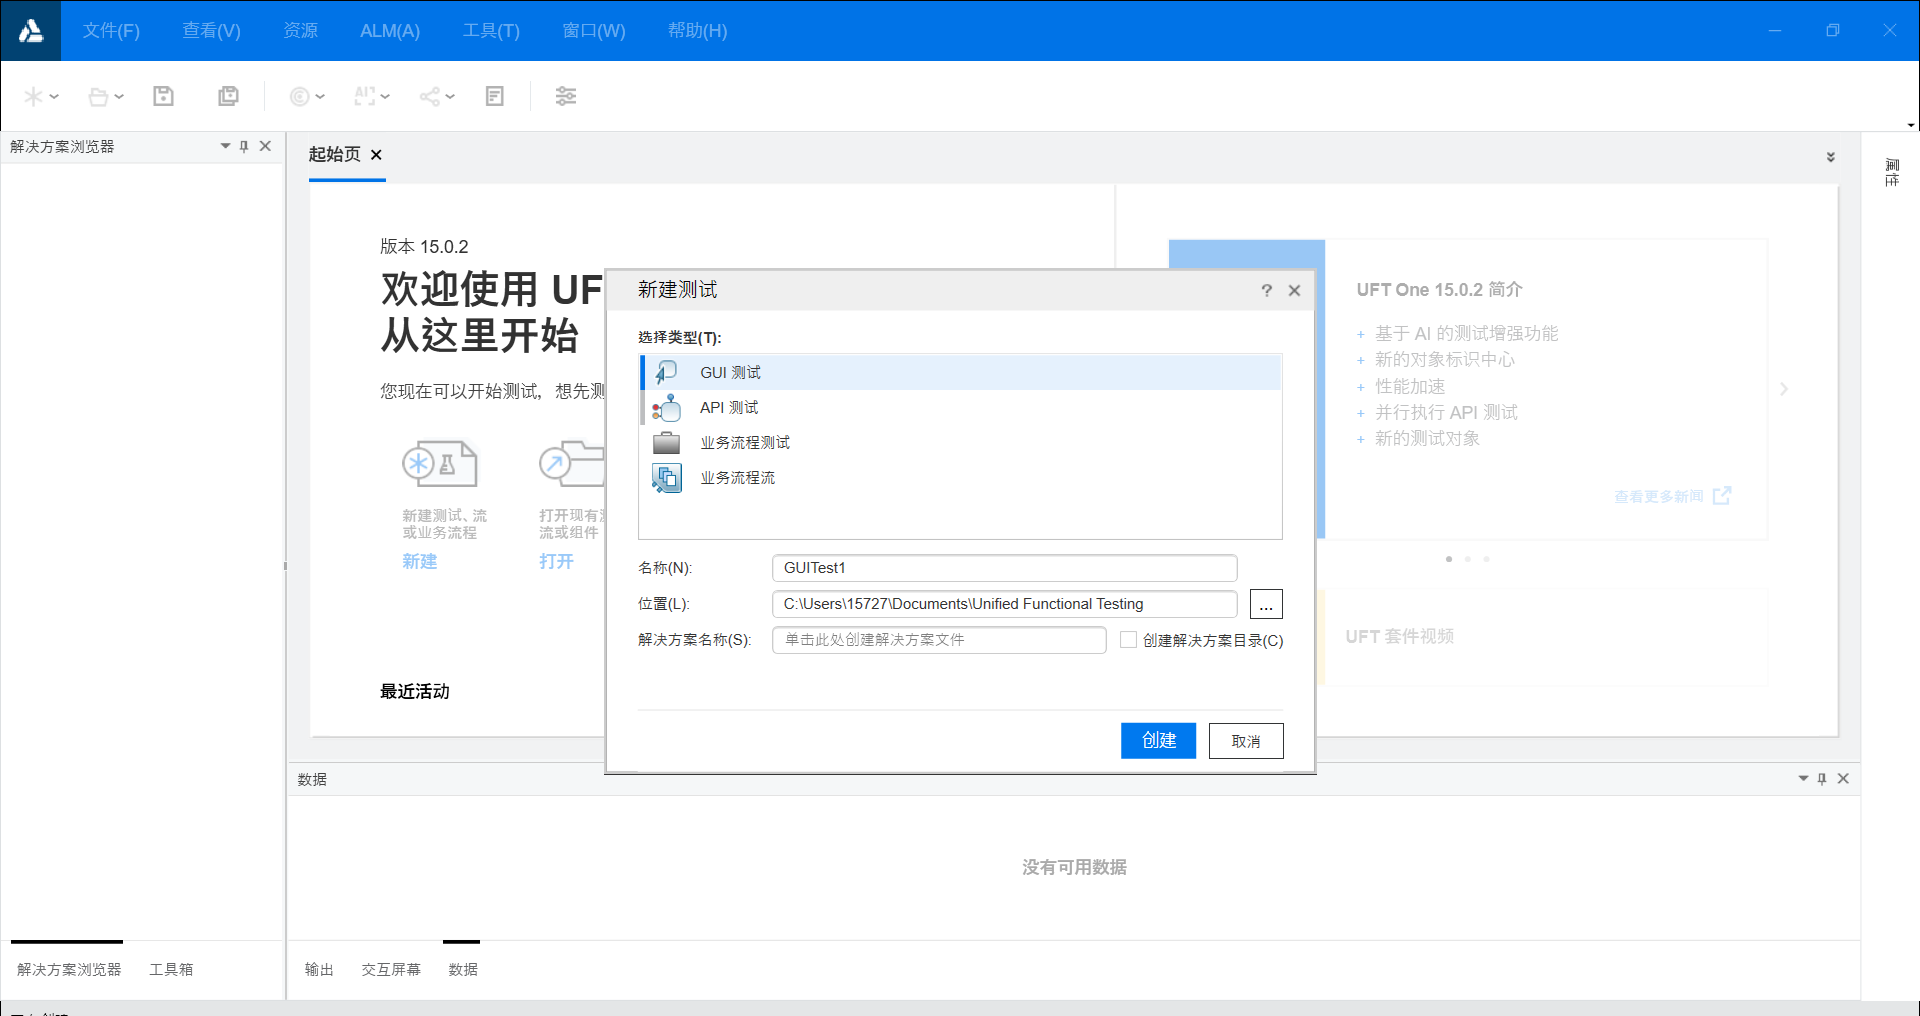 文件(F) 查看(V) 资源 ALM(A) 工具(T) 窗口(W) 帮助(H)
AI
解决方案浏览器
起始页
属性
版本 15.0.2
欢迎使用 UF
从这里开始
您现在可以开始测试，想先测
新建测试、流
或业务流程
新建
打开现有测
流或组件
打开
最近活动
新建测试
?
选择类型(T):
GUI 测试
API 测试
业务流程测试
业务流程流
名称(N): GUITest1
位置(L): C:\Users\15727\Documents\Unified Functional Testing ...
解决方案名称(S): 单击此处创建解决方案文件 创建解决方案目录(C)
创建 取消
UFT One 15.0.2 简介
+ 基于 AI 的测试增强功能
+ 新的对象标识中心
+ 性能加速
+ 并行执行 API 测试
+ 新的测试对象
查看更多新闻
UFT 套件视频
数据
没有可用数据
解决方案浏览器 工具箱
输出 交互屏幕 数据